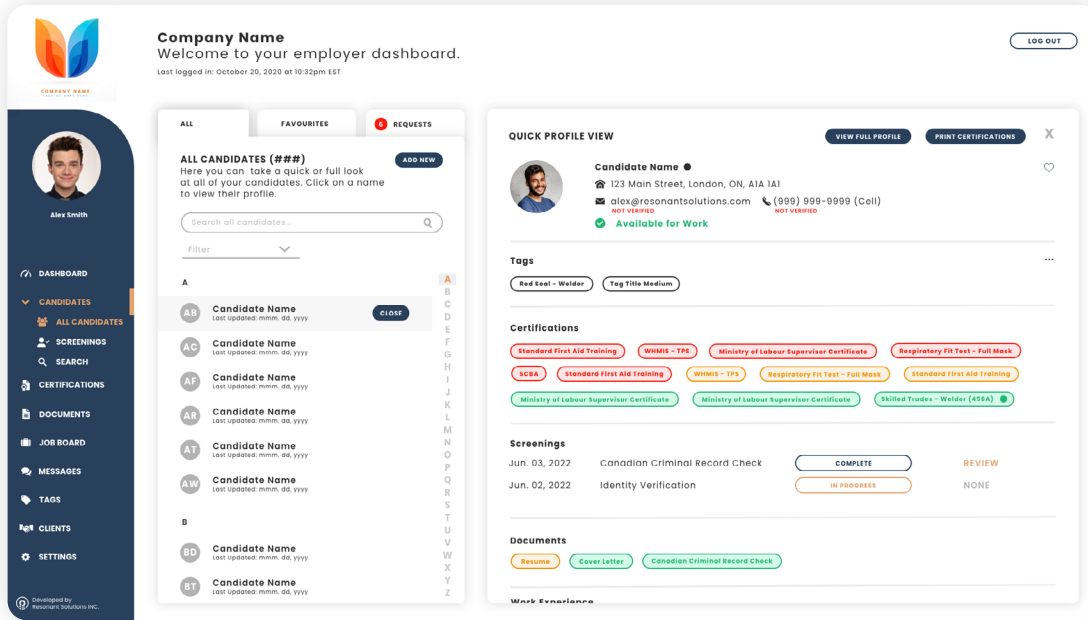 COMPANY NAME
Company Name
Welcome to your employer dashboard.
Last logged in: October 20, 2020 at 10:32pm EST
LOG OUT
Alex Smith
DASHBOARD
CANDIDATES
ALL CANDIDATES
SCREENINGS
SEARCH
CERTIFICATIONS
DOCUMENTS
JOB BOARD
MESSAGES
TAGS
CLIENTS
SETTINGS
Developed by
Resonant Solutions INC.
ALL
FAVOURITES
6 REQUESTS
ALL CANDIDATES (###)
ADD NEW
Here you can take a quick or full look
at all of your candidates. Click on a name
to view their profile.
Search all candidates...
Filter
A
AB
Candidate Name
Last Updated: mmm. dd, yyyy
CLOSE
AC
Candidate Name
Last Updated: mmm. dd, yyyy
AF
Candidate Name
Last Updated: mmm. dd, yyyy
AR
Candidate Name
Last Updated: mmm. dd, yyyy
AT
Candidate Name
Last Updated: mmm. dd, yyyy
AW
Candidate Name
Last Updated: mmm. dd, yyyy
B
BD
Candidate Name
Last Updated: mmm. dd, yyyy
BT
Candidate Name
Last Updated: mmm. dd, yyyy
A
B
C
D
E
F
G
H
I
J
K
L
M
N
O
P
Q
R
S
T
U
V
W
X
Y
Z
QUICK PROFILE VIEW
VIEW FULL PROFILE
PRINT CERTIFICATIONS
X
Candidate Name
123 Main Street, London, ON, A1A 1A1
alex@resonantsolutions.com (999) 999-9999 (Cell)
NOT VERIFIED NOT VERIFIED
Available for Work
Tags
...
Red Seal - Welder Tag Title Medium
Certifications
Standard First Aid Training WHMIS - TPS Ministry of Labour Supervisor Certificate Respiratory Fit Test - Full Mask
SCBA Standard First Aid Training WHMIS - TPS Respiratory Fit Test - Full Mask Standard First Aid Training
Ministry of Labour Supervisor Certificate Ministry of Labour Supervisor Certificate Skilled Trades - Welder (456A)
Screenings
Jun. 03, 2022 Canadian Criminal Record Check COMPLETE REVIEW
Jun. 02, 2022 Identity Verification IN PROGRESS NONE
Documents
Resume Cover Letter Canadian Criminal Record Check
Work Experience